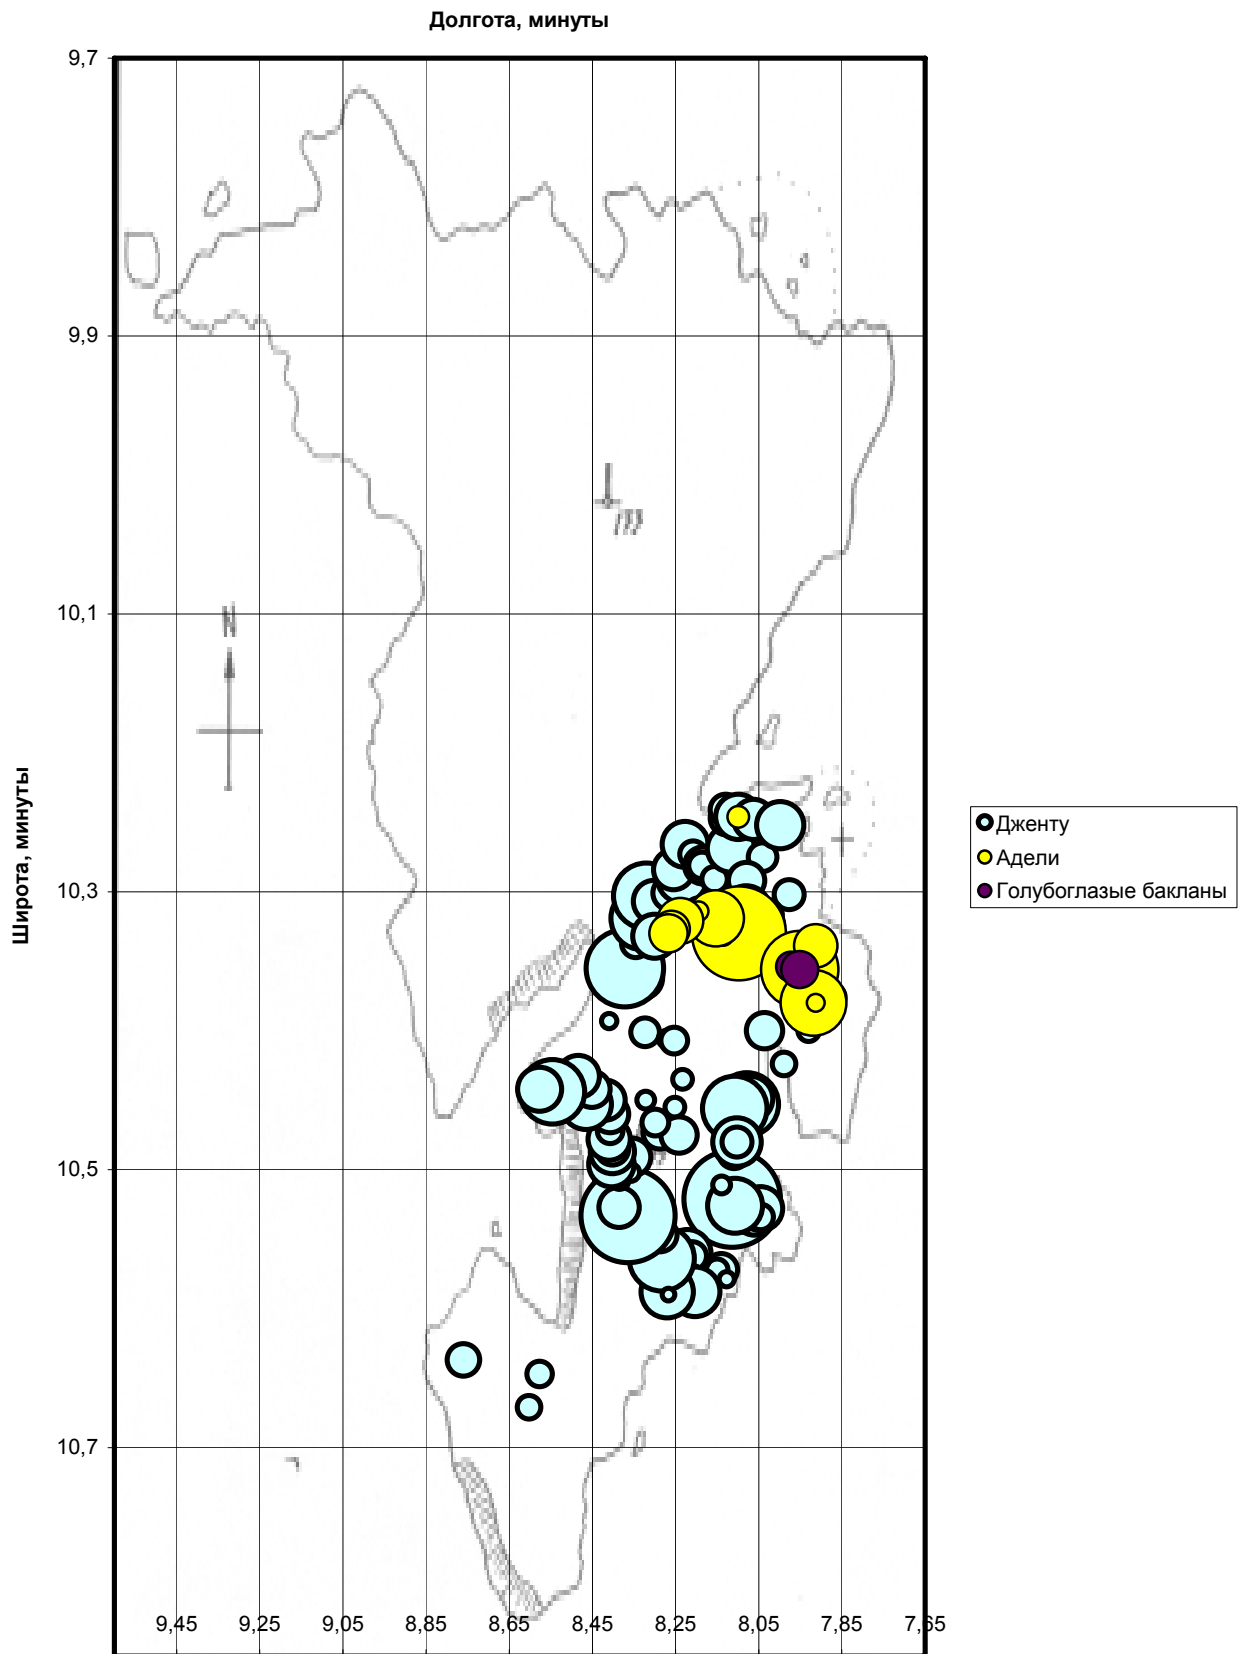 Долгота, минуты
9,7
9,9
N
10,1
Широта, минуты
10,3
Дженту
Адели
Голубоглазые бакланы
10,5
10,7
9,45 9,25 9,05 8,85 8,65 8,45 8,25 8,05 7,85 7,65